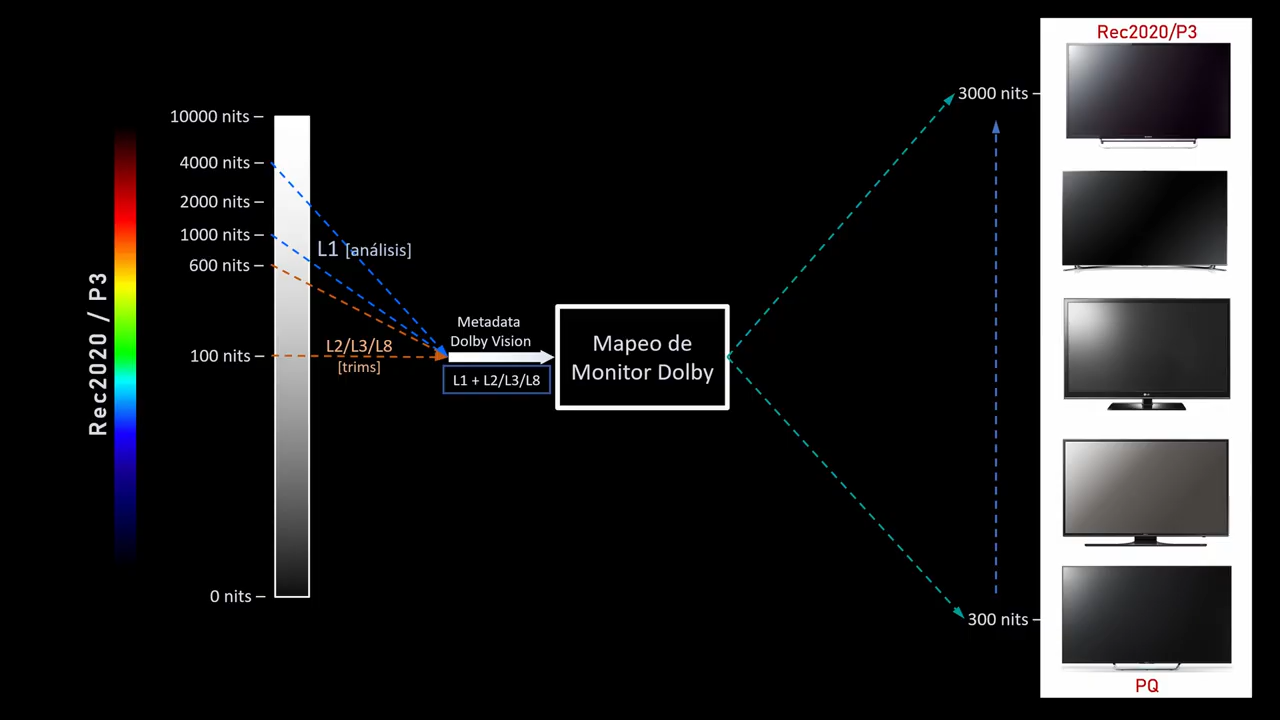 Rec2020 / P3
10000 nits
4000 nits
2000 nits
1000 nits
600 nits
100 nits
0 nits
L1 [análisis]
L2/L3/L8
[trims]
Metadata
Dolby Vision
L1 + L2/L3/L8
Mapeo de
Monitor Dolby
3000 nits
300 nits
Rec2020/P3
PQ